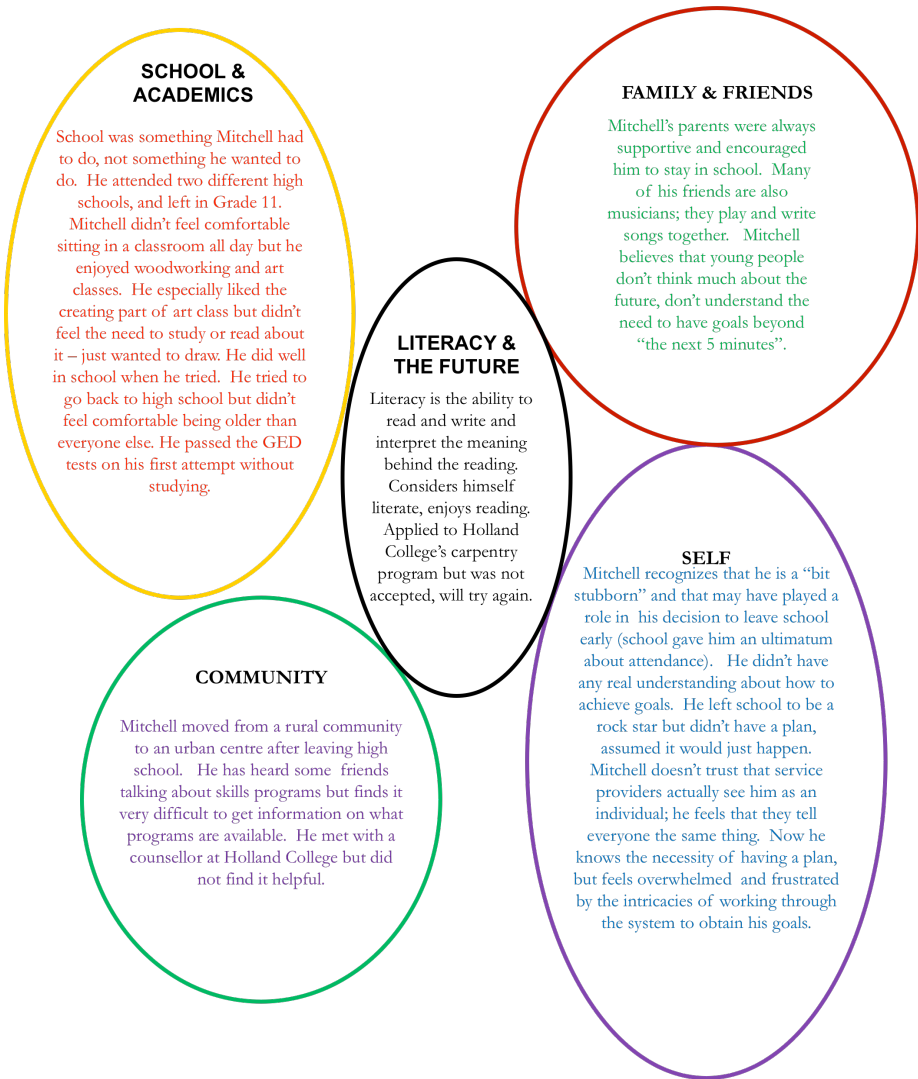 SCHOOL &
ACADEMICS
School was something Mitchell had
to do, not something he wanted to
do.  He attended two different high
schools, and left in Grade 11.
Mitchell didn’t feel comfortable
sitting in a classroom all day but he
enjoyed woodworking and art
classes.  He especially liked the
creating part of art class but didn’t
feel the need to study or read about
it – just wanted to draw. He did well
in school when he tried.  He tried to
go back to high school but didn’t
feel comfortable being older than
everyone else. He passed the GED
tests on his first attempt without
studying.
FAMILY & FRIENDS
Mitchell’s parents were always
supportive and encouraged
him to stay in school.  Many
of his friends are also
musicians; they play and write
songs together.   Mitchell
believes that young people
don’t think much about the
future, don’t understand the
need to have goals beyond
“the next 5 minutes”.
LITERACY &
THE FUTURE
Literacy is the ability to
read and write and
interpret the meaning
behind the reading.
Considers himself
literate, enjoys reading.
Applied to Holland
College’s carpentry
program but was not
accepted, will try again.
COMMUNITY
Mitchell moved from a rural community
to an urban centre after leaving high
school.   He has heard some  friends
talking about skills programs but finds it
very difficult to get information on what
programs are available.  He met with a
counsellor at Holland College but did
not find it helpful.
SELF
Mitchell recognizes that he is a “bit
stubborn” and that may have played a
role in  his decision to leave school
early (school gave him an ultimatum
about attendance).   He didn’t have
any real understanding about how to
achieve goals.  He left school to be a
rock star but didn’t have a plan,
assumed it would just happen.
Mitchell doesn’t trust that service
providers actually see him as an
individual; he feels that they tell
everyone the same thing.  Now he
knows the necessity of having a plan,
but feels overwhelmed  and frustrated
by the intricacies of working through
the system to obtain his goals.